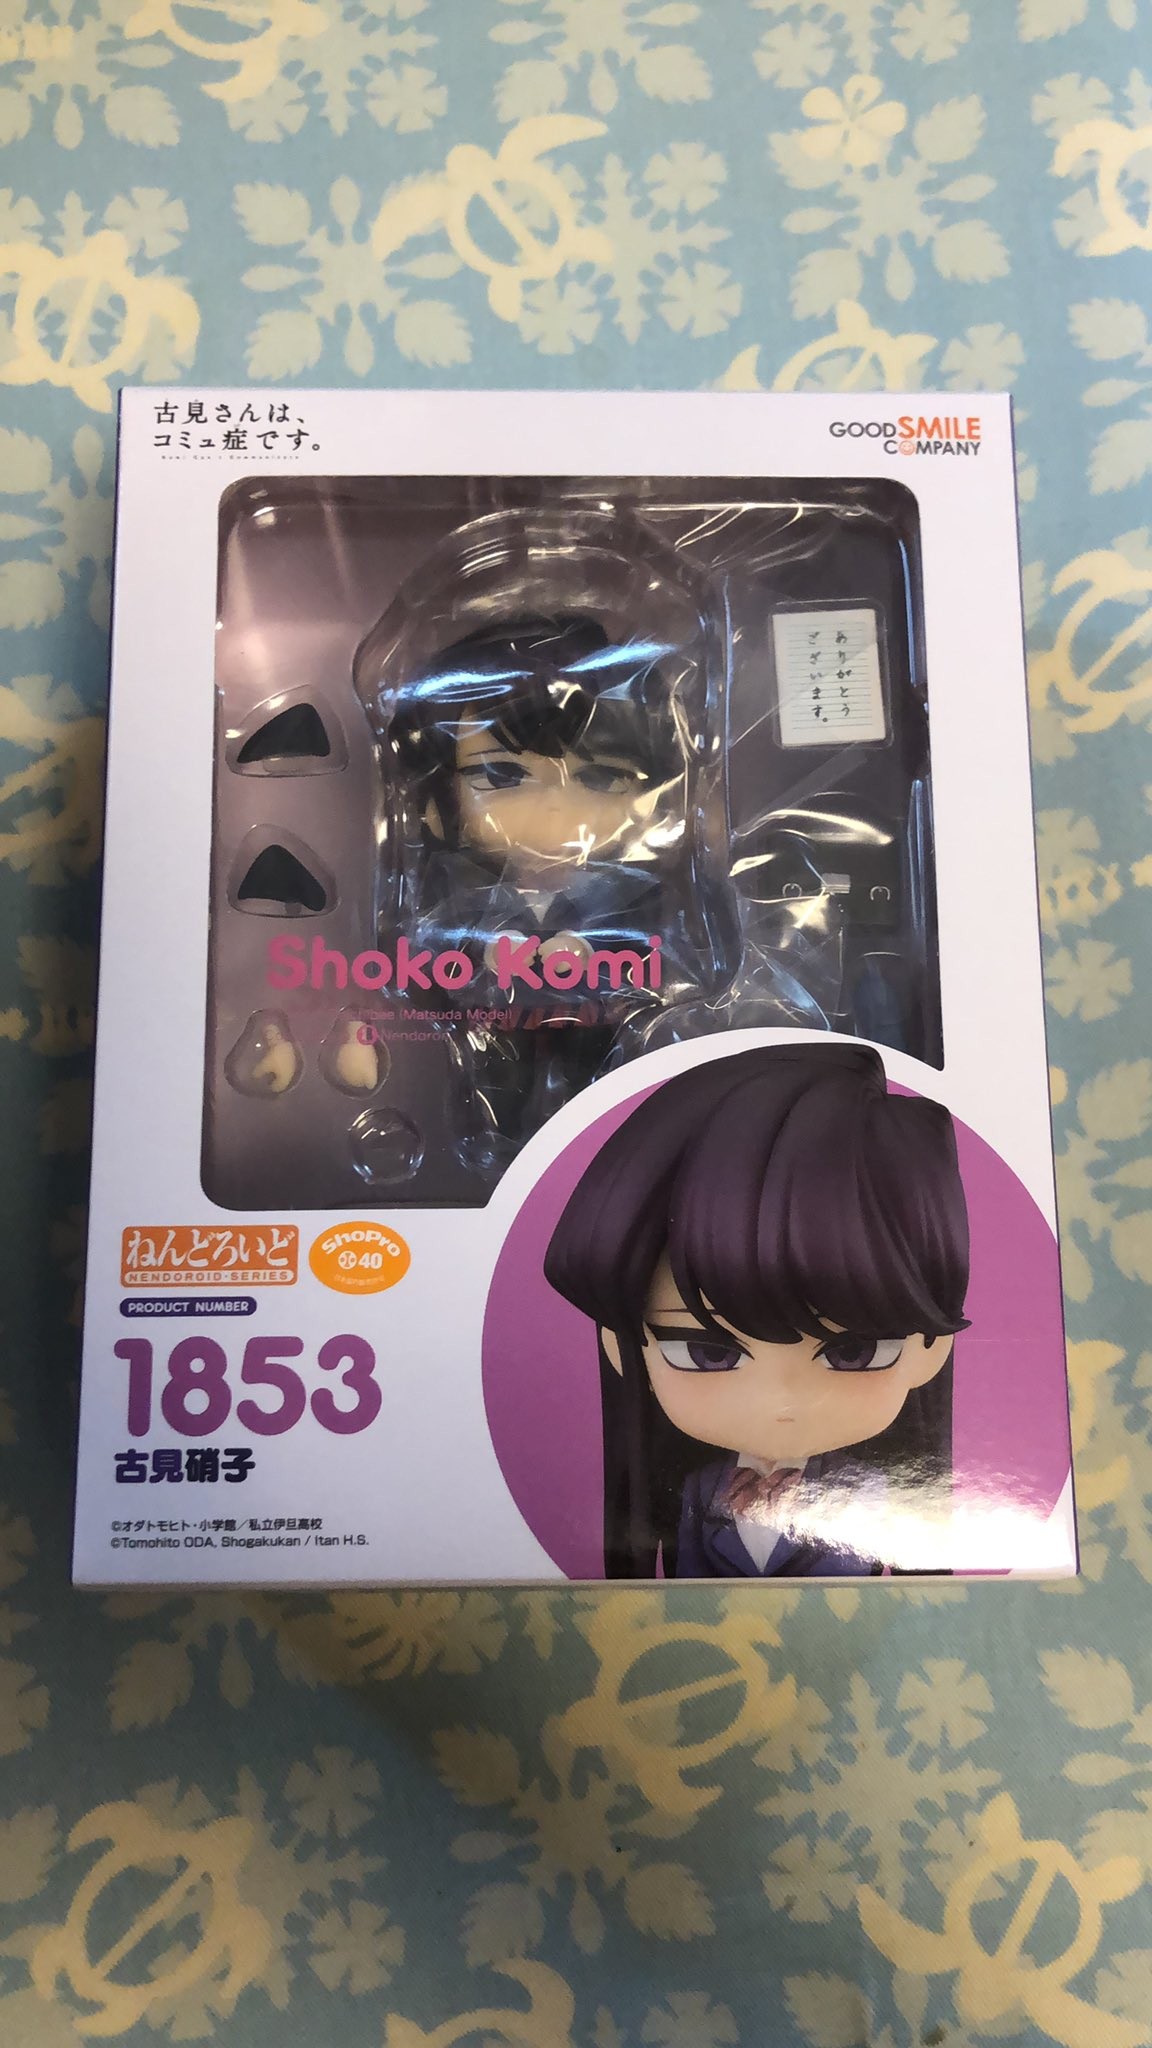 古見さんは、
コミュ症です。
GOOD SMILE
COMPANY
ありがとう
ございます。
Shoko Komi
(Matsuda Model)
ねんどろいど
NENDOROID SERIES
ShoPro
40
PRODUCT NUMBER
1853
古見硝子
©オダトモヒト・小学館／私立伊旦高校
©Tomohito ODA, Shogakukan / Itan H.S.